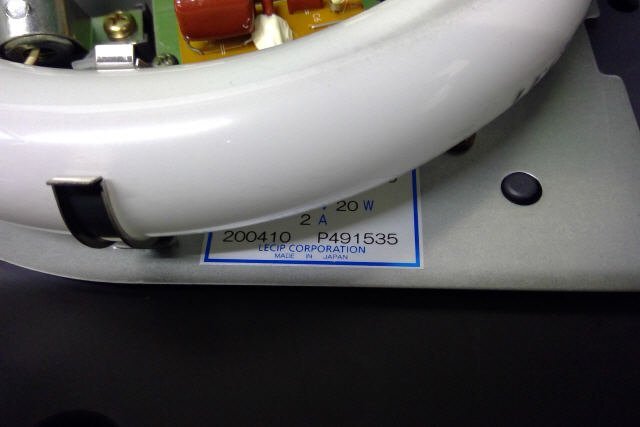 20 W
2 A
200410 P491535
LECIP CORPORATION
MADE IN JAPAN